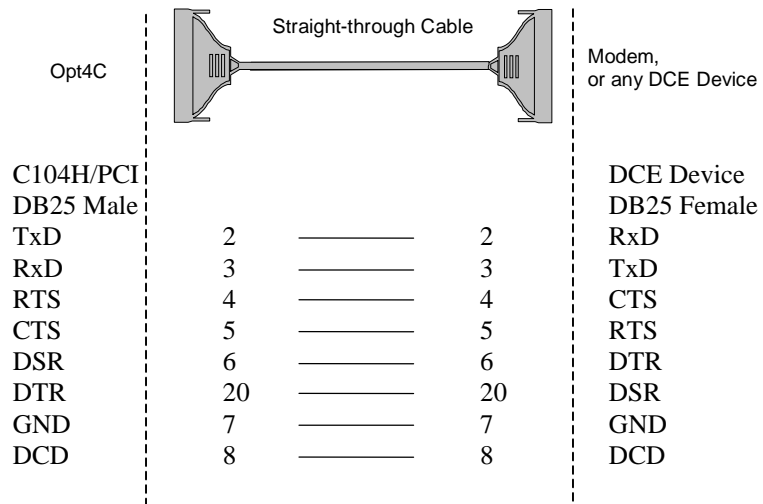 Straight-through Cable
Opt4C
Modem,
or any DCE Device
C104H/PCI DCE Device
DB25 Male DB25 Female
TxD 2 2 RxD
RxD 3 3 TxD
RTS 4 4 CTS
CTS 5 5 RTS
DSR 6 6 DTR
DTR 20 20 DSR
GND 7 7 GND
DCD 8 8 DCD